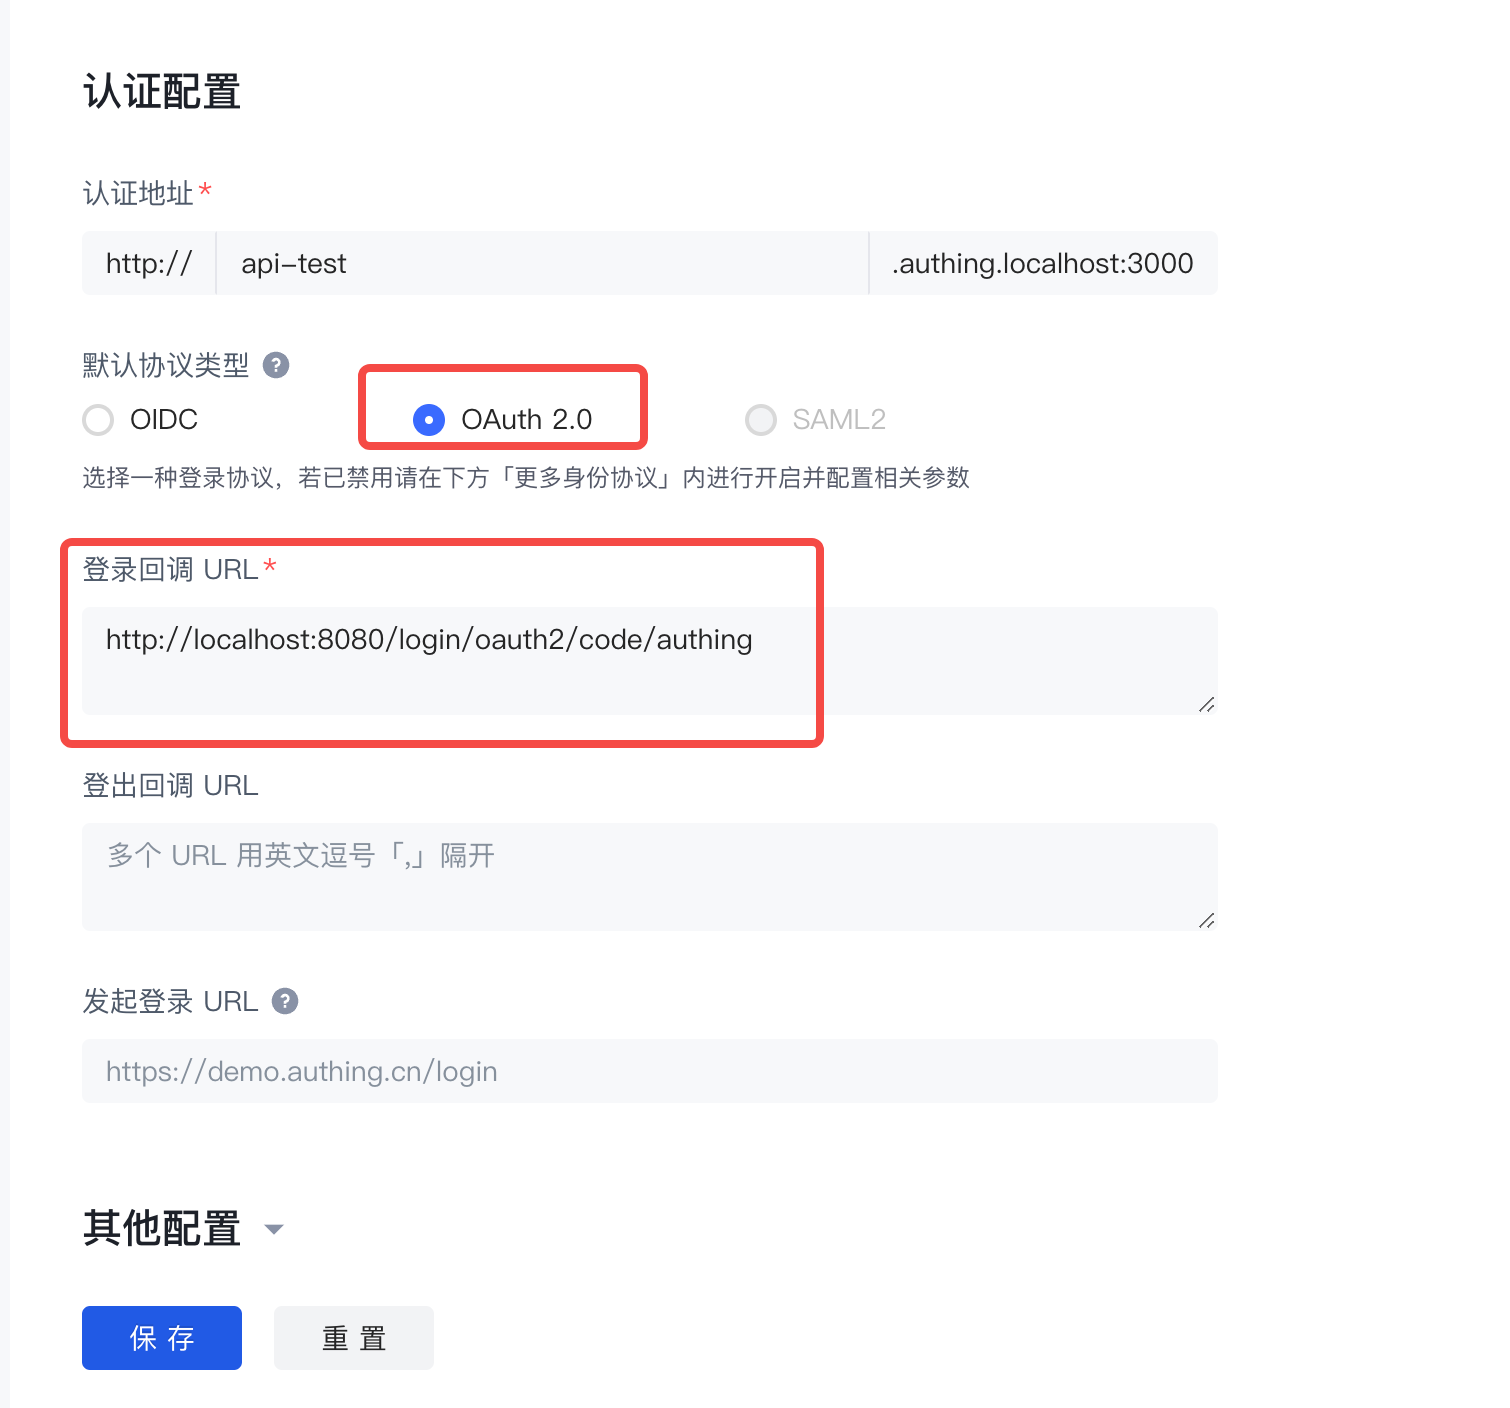 认证配置
认证地址*
http:// api-test .authing.localhost:3000
默认协议类型 ?
OIDC OAuth 2.0 SAML2
选择一种登录协议，若已禁用请在下方「更多身份协议」内进行开启并配置相关参数
登录回调 URL*
http://localhost:8080/login/oauth2/code/authing
登出回调 URL
多个 URL 用英文逗号「,」隔开
发起登录 URL ?
https://demo.authing.cn/login
其他配置
保 存 重 置